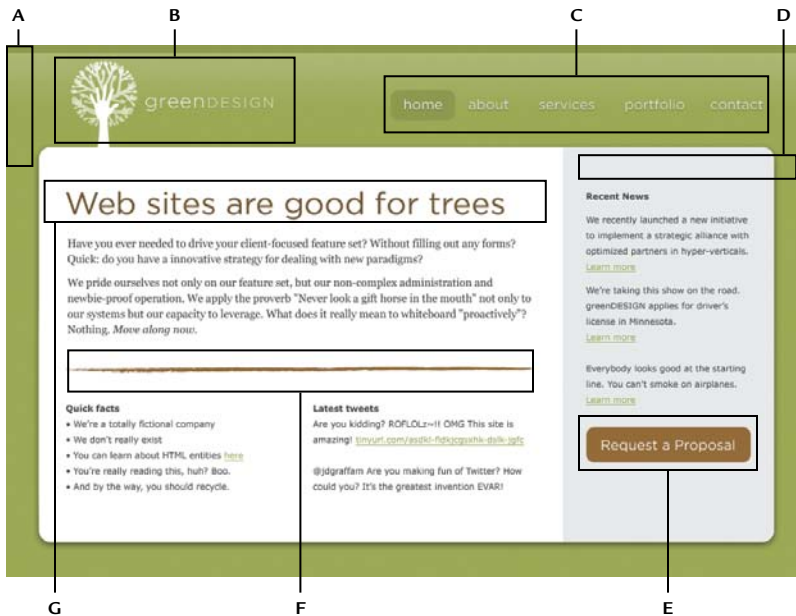 A B C D
greenDESIGN
home about services portfolio contact
Web sites are good for trees
Have you ever needed to drive your client-focused feature set? Without filling out any forms?
Quick: do you have a innovative strategy for dealing with new paradigms?
We pride ourselves not only on our feature set, but our non-complex administration and
newbie-proof operation. We apply the proverb "Never look a gift horse in the mouth" not only to
our systems but our capacity to leverage. What does it really mean to whiteboard "proactively"?
Nothing. Move along now.
Quick facts
• We're a totally fictional company
• We don't really exist
• You can learn about HTML entities here
• You're really reading this, huh? Boo.
• And by the way, you should recycle.
Latest tweets
Are you kidding? ROFLOLz~!! OMG This site is
amazing! tinyurl.com/asdkl-fldkjcgsxhk-dslk-jgfc
@jdgraffam Are you making fun of Twitter? How
could you? It's the greatest invention EVAR!
Recent News
We recently launched a new initiative
to implement a strategic alliance with
optimized partners in hyper-verticals.
Learn more
We're taking this show on the road.
greenDESIGN applies for driver's
license in Minnesota.
Learn more
Everybody looks good at the starting
line. You can't smoke on airplanes.
Learn more
Request a Proposal
G F E